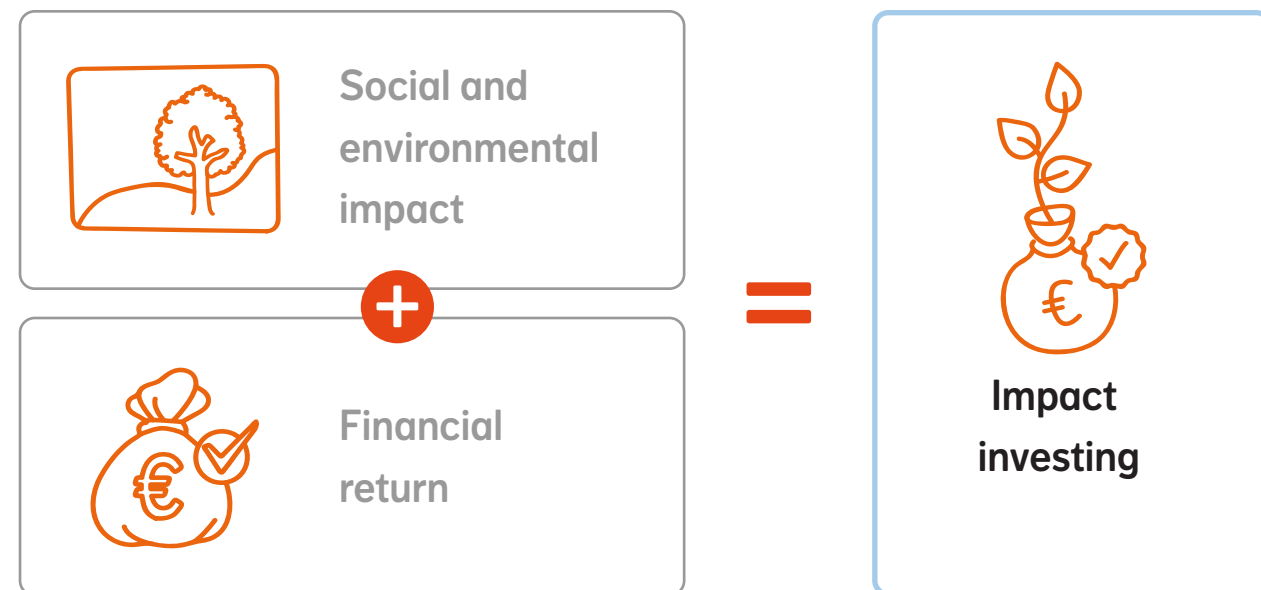 Social and
environmental
impact
+
Financial
return
=
€
€
Impact
investing